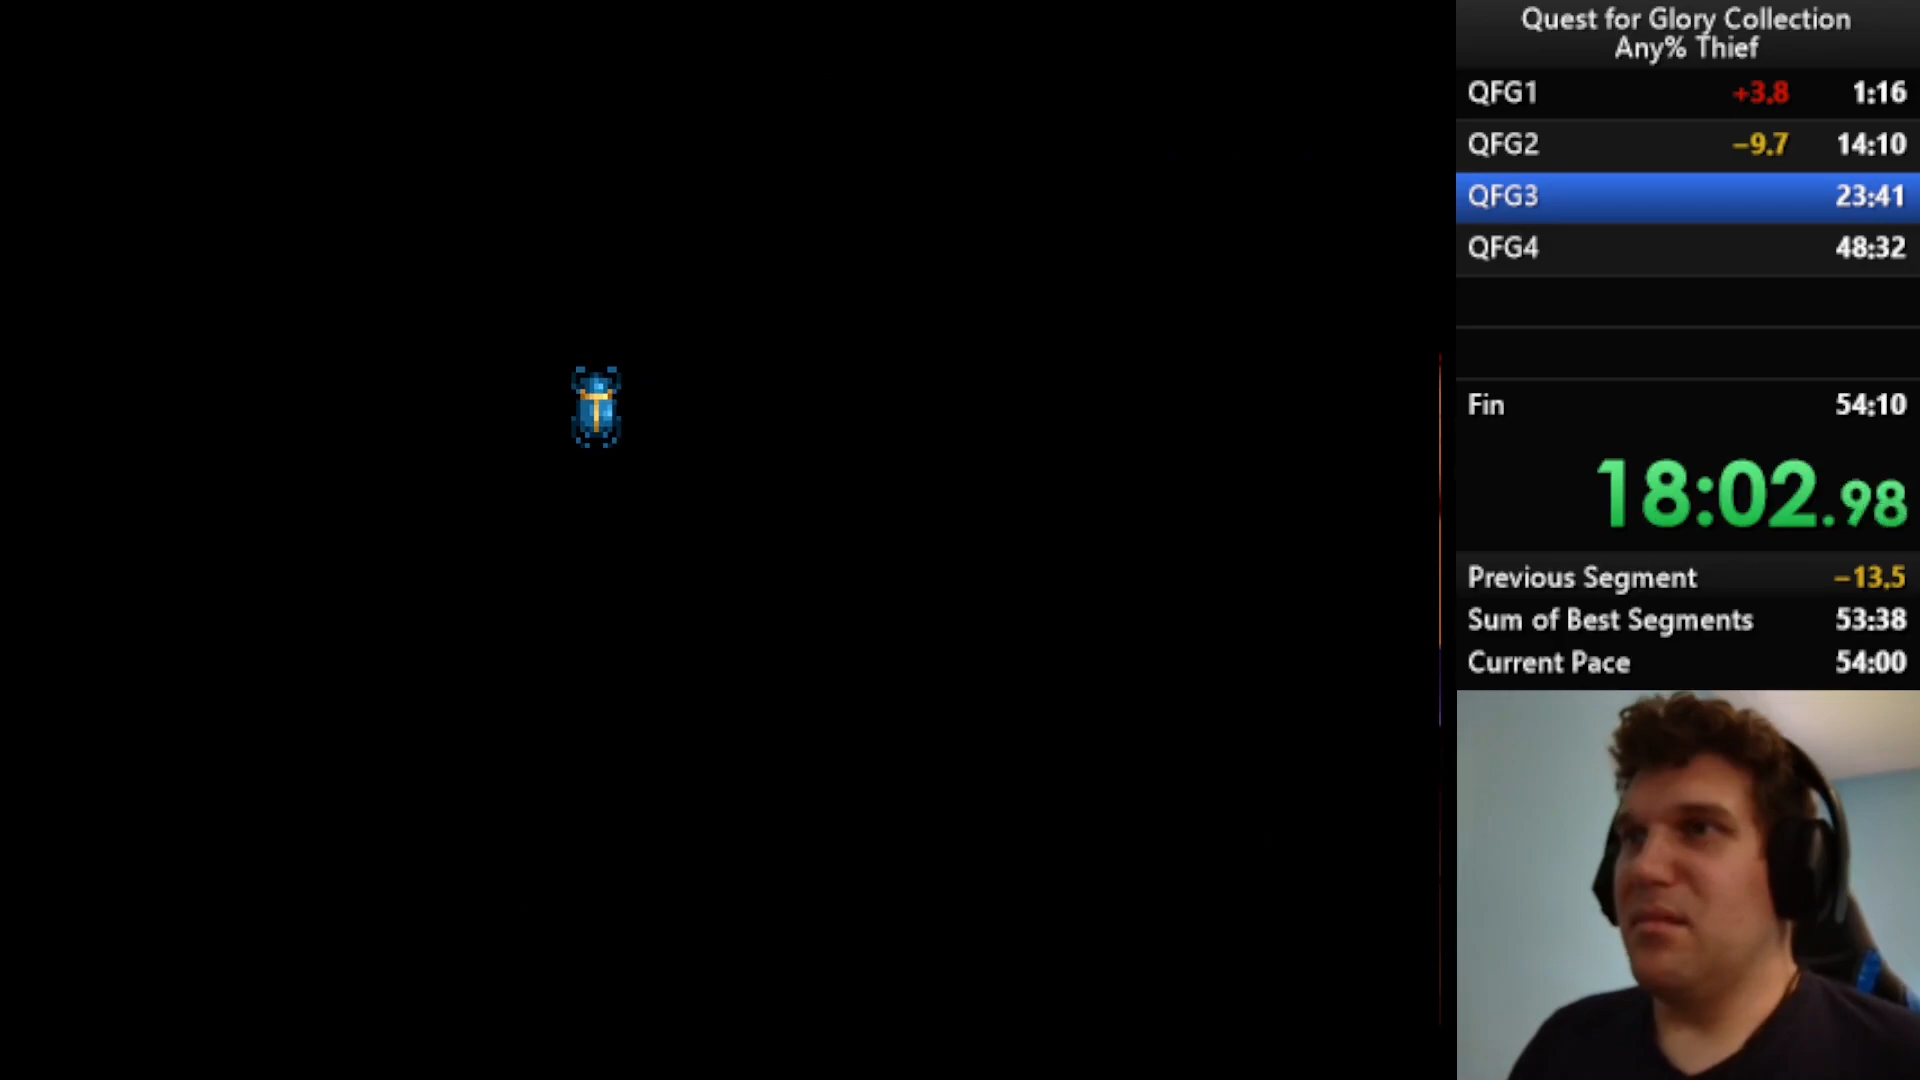 Quest for Glory Collection
Any% Thief
QFG1 +3.8 1:16
QFG2 −9.7 14:10
QFG3 23:41
QFG4 48:32
Fin 54:10
18:02.98
Previous Segment −13.5
Sum of Best Segments 53:38
Current Pace 54:00